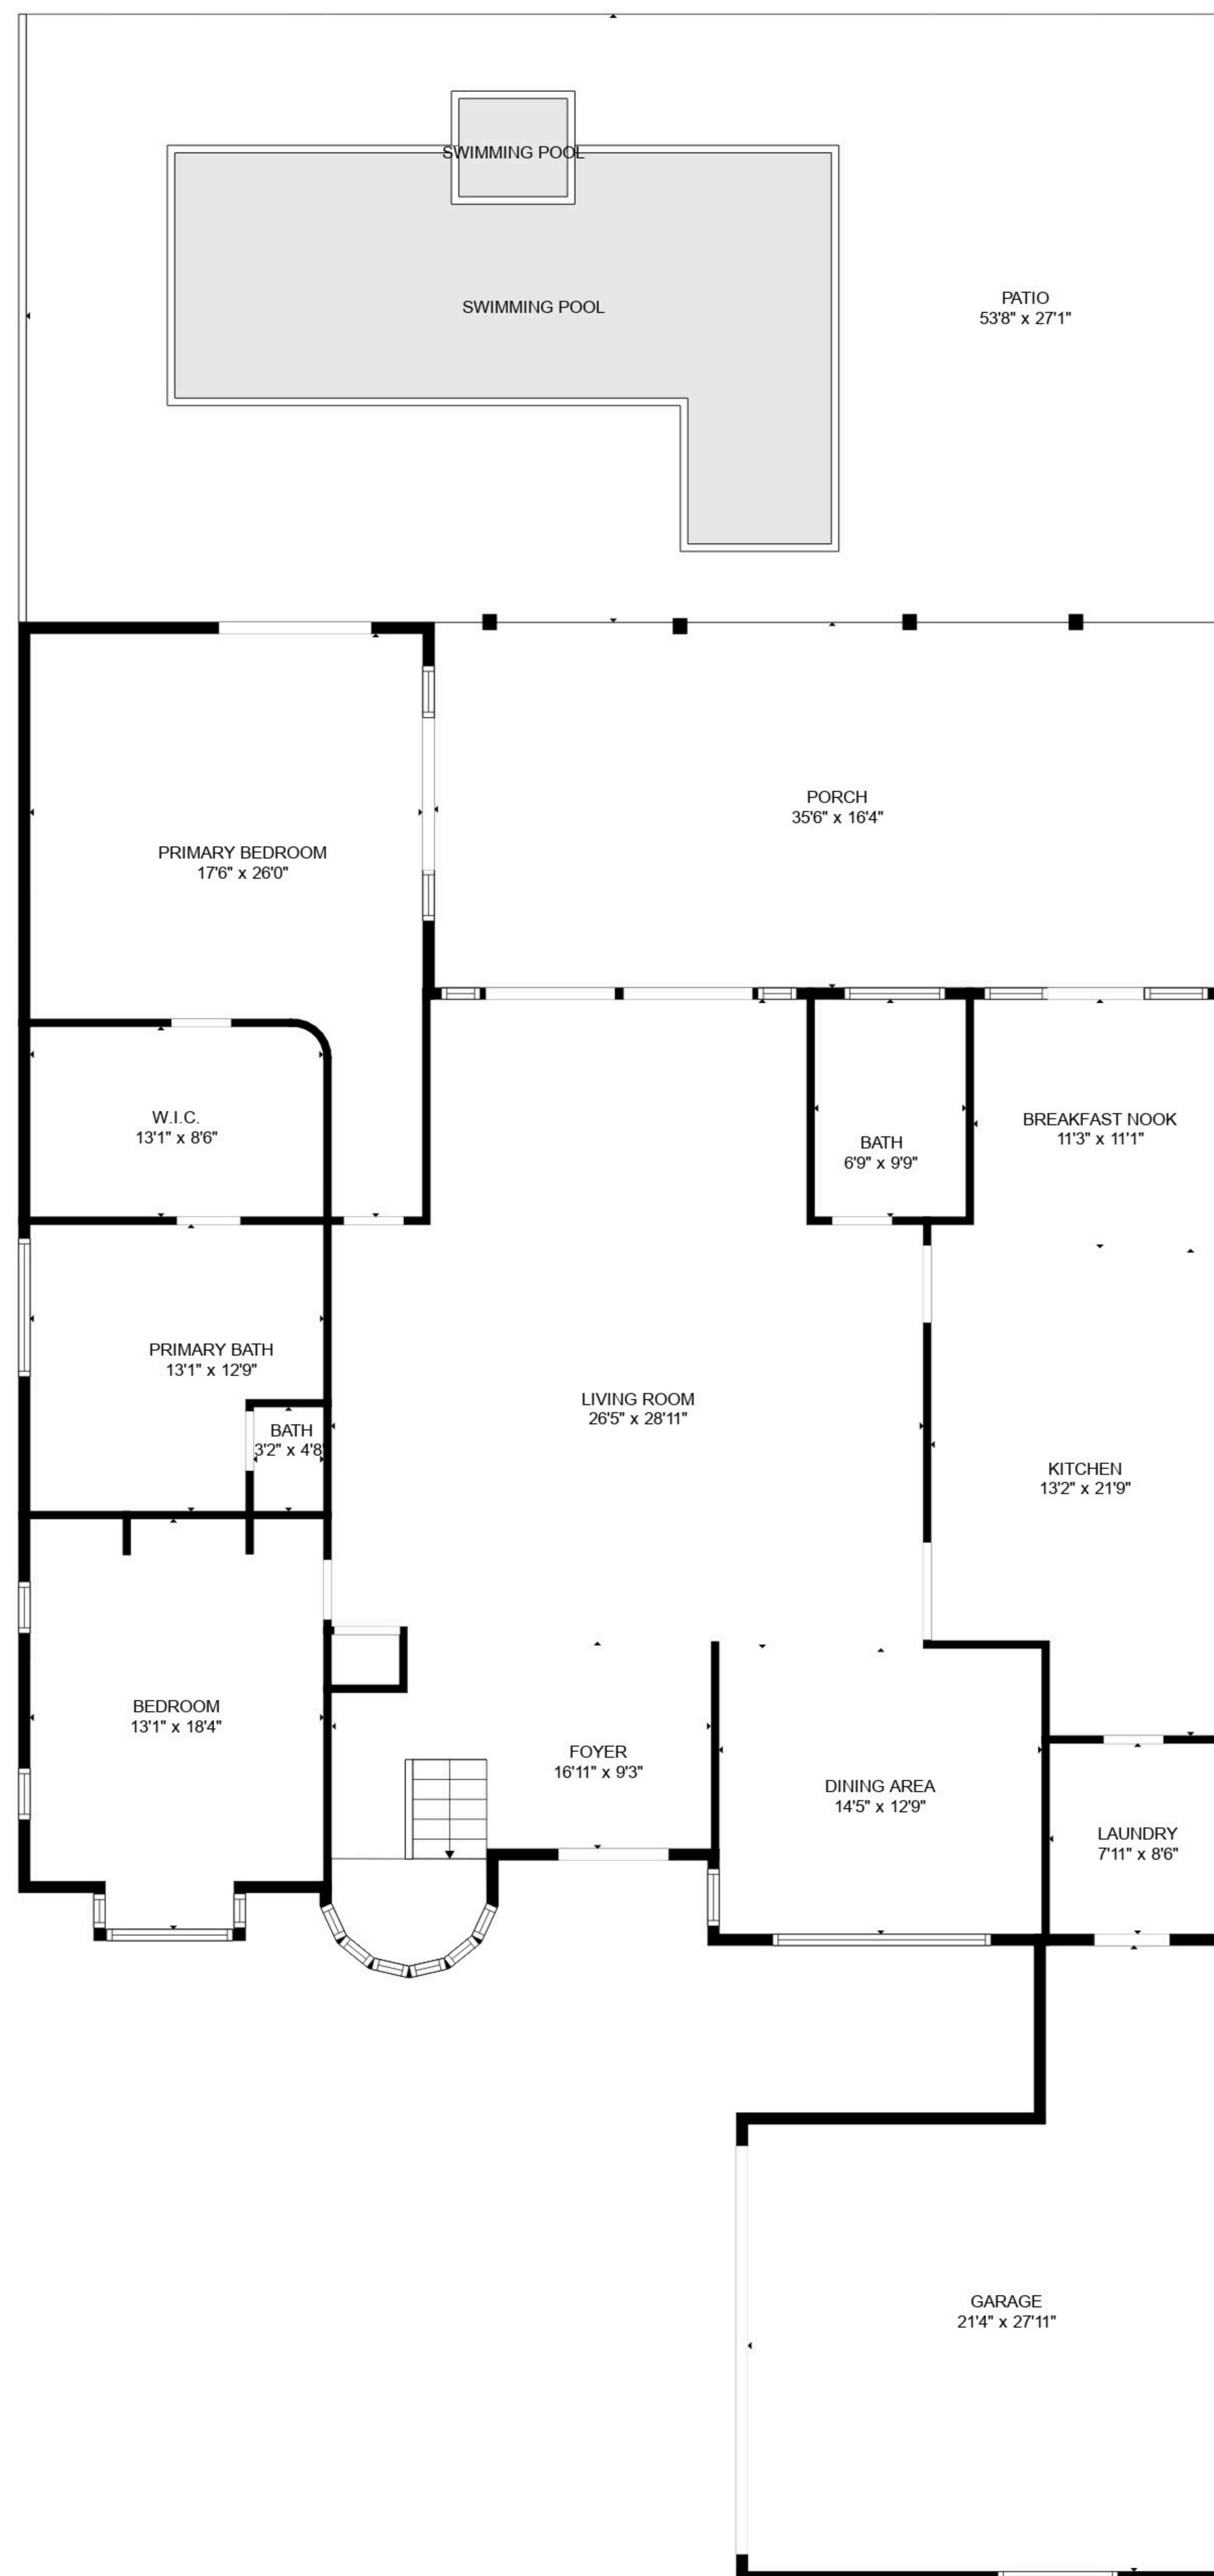 SWIMMING POOL
SWIMMING POOL
PATIO
53'8" x 27'1"
PORCH
35'6" x 16'4"
PRIMARY BEDROOM
17'6" x 26'0"
W.I.C.
13'1" x 8'6"
BATH
6'9" x 9'9"
BREAKFAST NOOK
11'3" x 11'1"
PRIMARY BATH
13'1" x 12'9"
LIVING ROOM
26'5" x 28'11"
BATH
3'2" x 4'8"
KITCHEN
13'2" x 21'9"
BEDROOM
13'1" x 18'4"
FOYER
16'11" x 9'3"
DINING AREA
14'5" x 12'9"
LAUNDRY
7'11" x 8'6"
GARAGE
21'4" x 27'11"